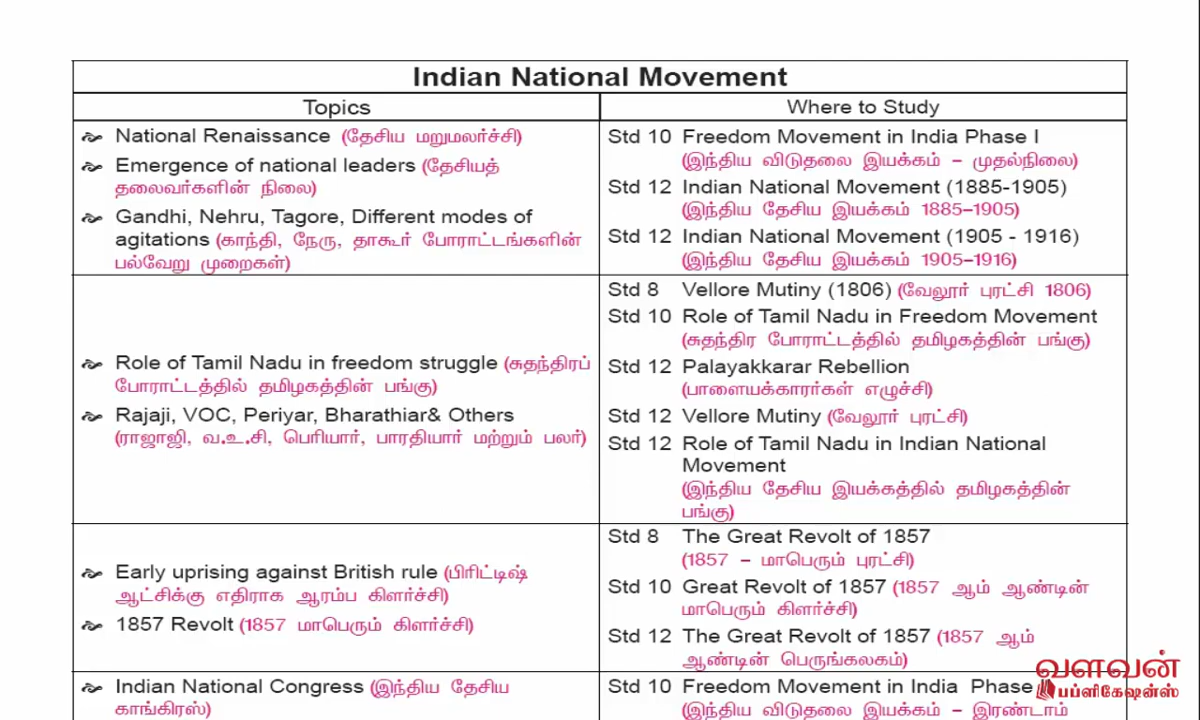 Indian National Movement
Topics
Where to Study
National Renaissance (தேசிய மறுமலர்ச்சி)
Emergence of national leaders (தேசியத்
தலைவர்களின் நிலை)
Gandhi, Nehru, Tagore, Different modes of
agitations (காந்தி, நேரு, தாகூர் போராட்டங்களின்
பல்வேறு முறைகள்)
Std 10 Freedom Movement in India Phase I
(இந்திய விடுதலை இயக்கம் – முதல்நிலை)
Std 12 Indian National Movement (1885-1905)
(இந்திய தேசிய இயக்கம் 1885–1905)
Std 12 Indian National Movement (1905 - 1916)
(இந்திய தேசிய இயக்கம் 1905–1916)
Role of Tamil Nadu in freedom struggle (சுதந்திரப்
போராட்டத்தில் தமிழகத்தின் பங்கு)
Rajaji, VOC, Periyar, Bharathiar& Others
(ராஜாஜி, வ.உ.சி, பெரியார், பாரதியார் மற்றும் பலர்)
Std 8 Vellore Mutiny (1806) (வேலூர் புரட்சி 1806)
Std 10 Role of Tamil Nadu in Freedom Movement
(சுதந்திர போராட்டத்தில் தமிழகத்தின் பங்கு)
Std 12 Palayakkarar Rebellion
(பாளையக்காரர்கள் எழுச்சி)
Std 12 Vellore Mutiny (வேலூர் புரட்சி)
Std 12 Role of Tamil Nadu in Indian National
Movement
(இந்திய தேசிய இயக்கத்தில் தமிழகத்தின்
பங்கு)
Early uprising against British rule (பிரிட்டிஷ்
ஆட்சிக்கு எதிராக ஆரம்ப கிளர்ச்சி)
1857 Revolt (1857 மாபெரும் கிளர்ச்சி)
Std 8 The Great Revolt of 1857
(1857 – மாபெரும் புரட்சி)
Std 10 Great Revolt of 1857 (1857 ஆம் ஆண்டின்
மாபெரும் கிளர்ச்சி)
Std 12 The Great Revolt of 1857 (1857 ஆம்
ஆண்டின் பெருங்கலகம்)
Indian National Congress (இந்திய தேசிய
காங்கிரஸ்)
Std 10 Freedom Movement in India Phase
(இந்திய விடுதலை இயக்கம் – இரண்டாம்
வளவன்
பப்ளிகேஷன்ஸ்